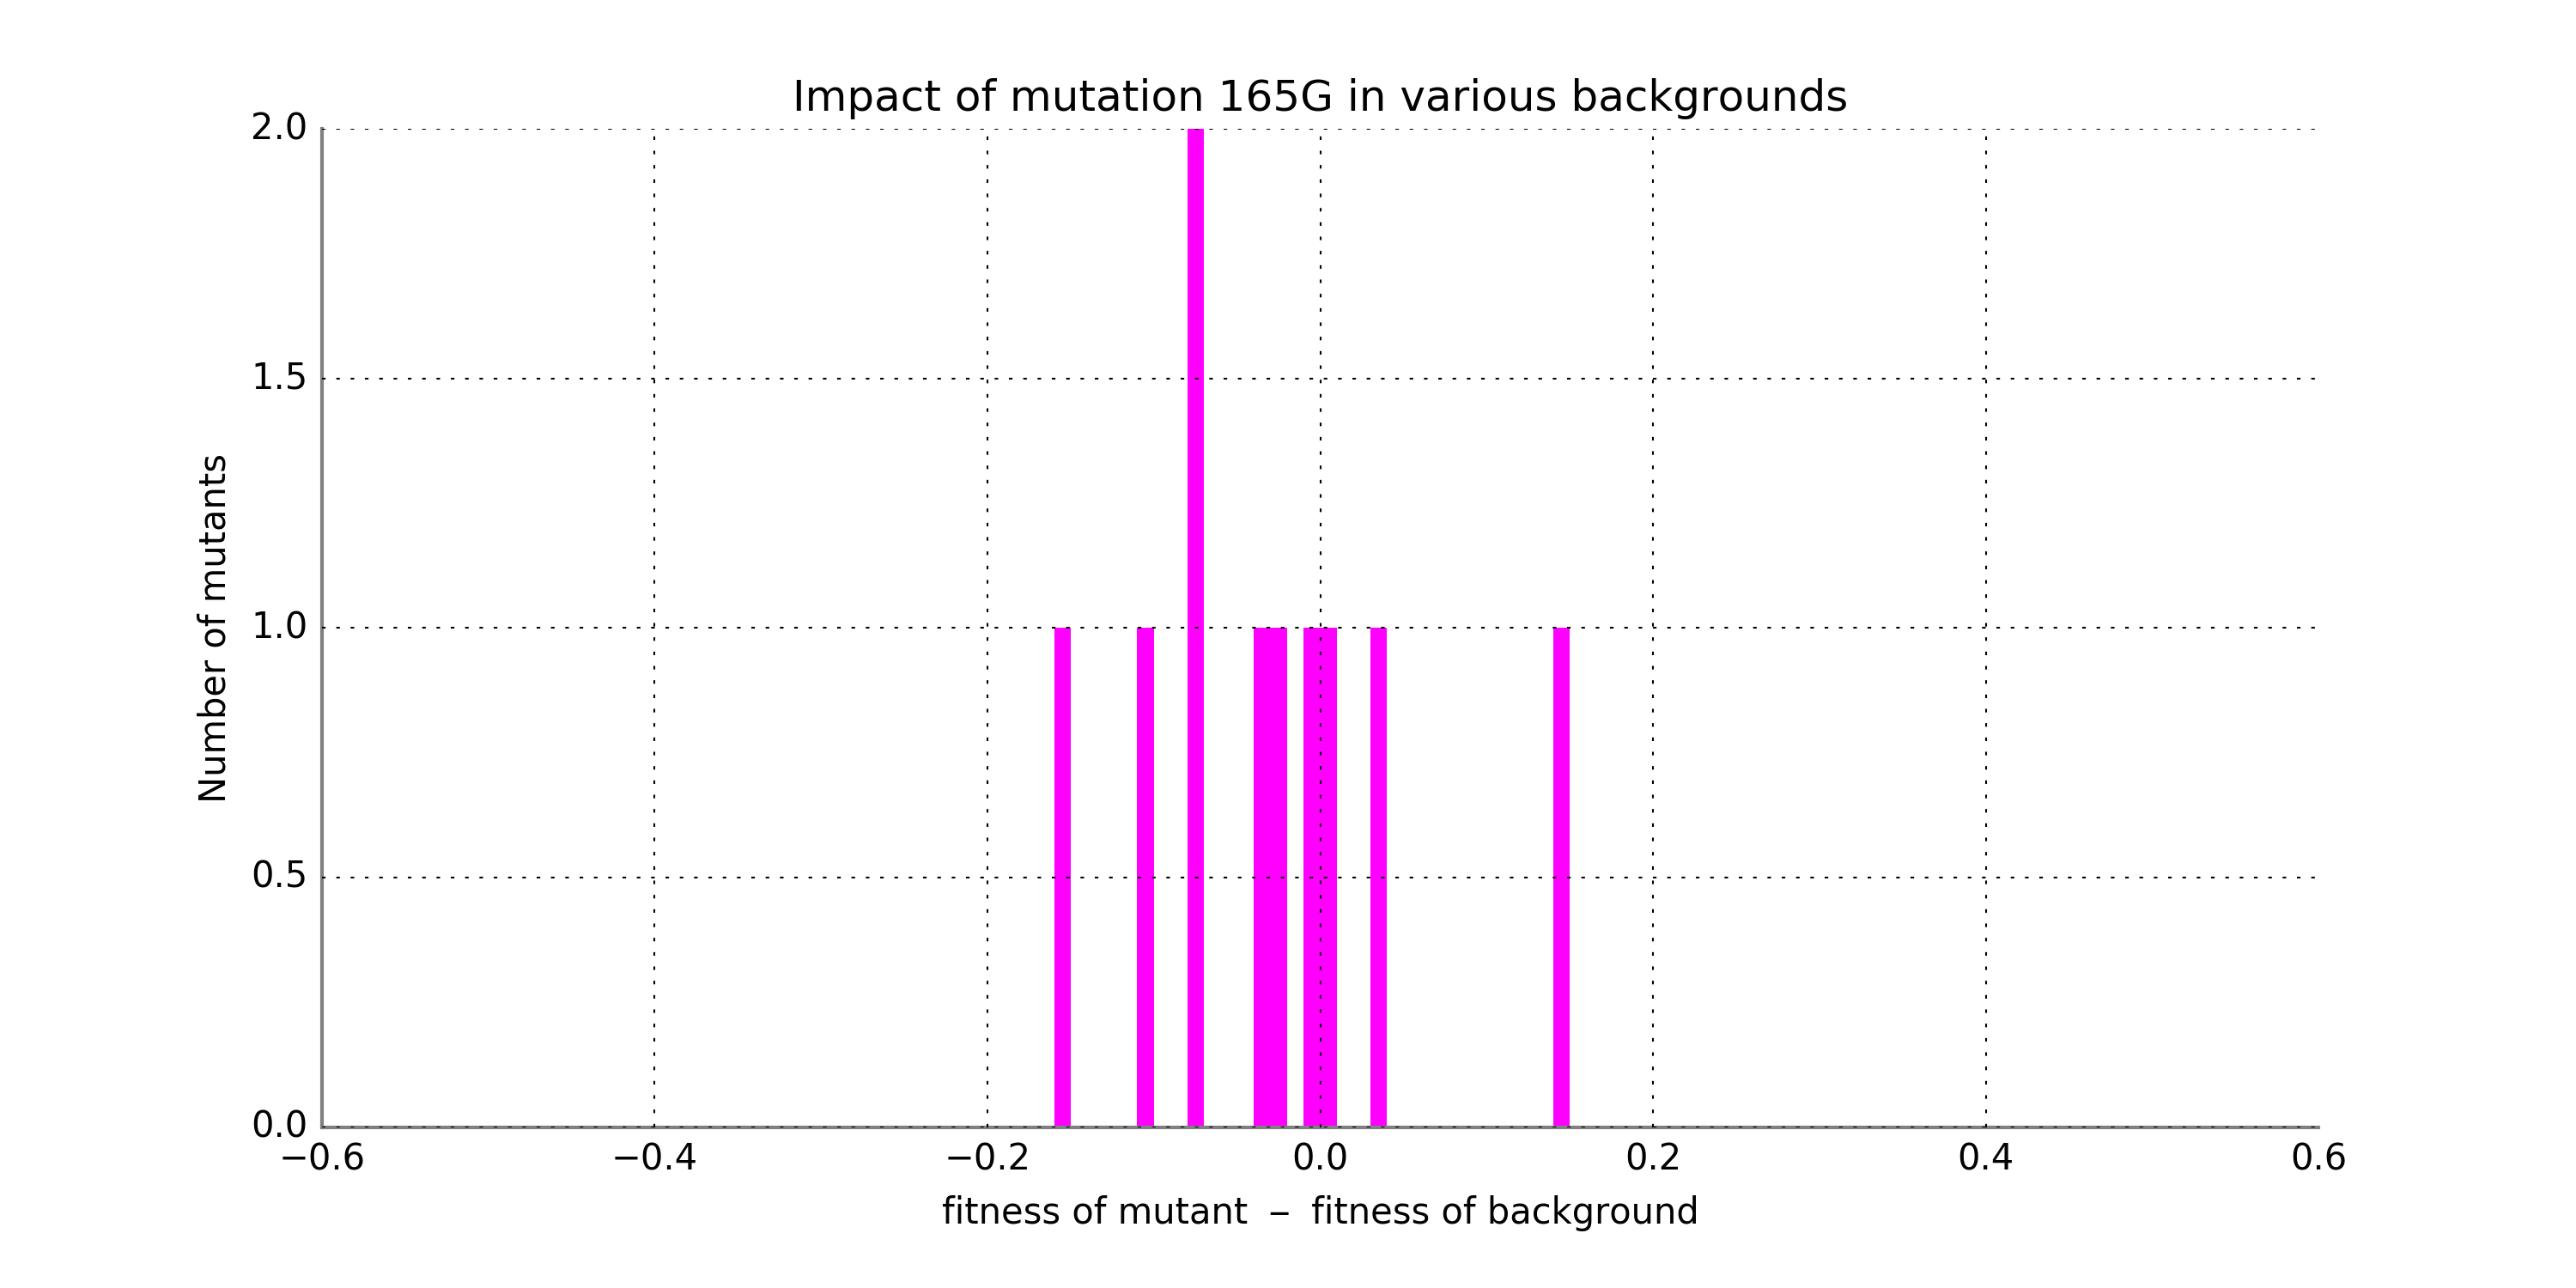 Impact of mutation 165G in various backgrounds
2.0
1.5
1.0
0.5
0.0
Number of mutants
−0.6 −0.4 −0.2 0.0 0.2 0.4 0.6
fitness of mutant − fitness of background